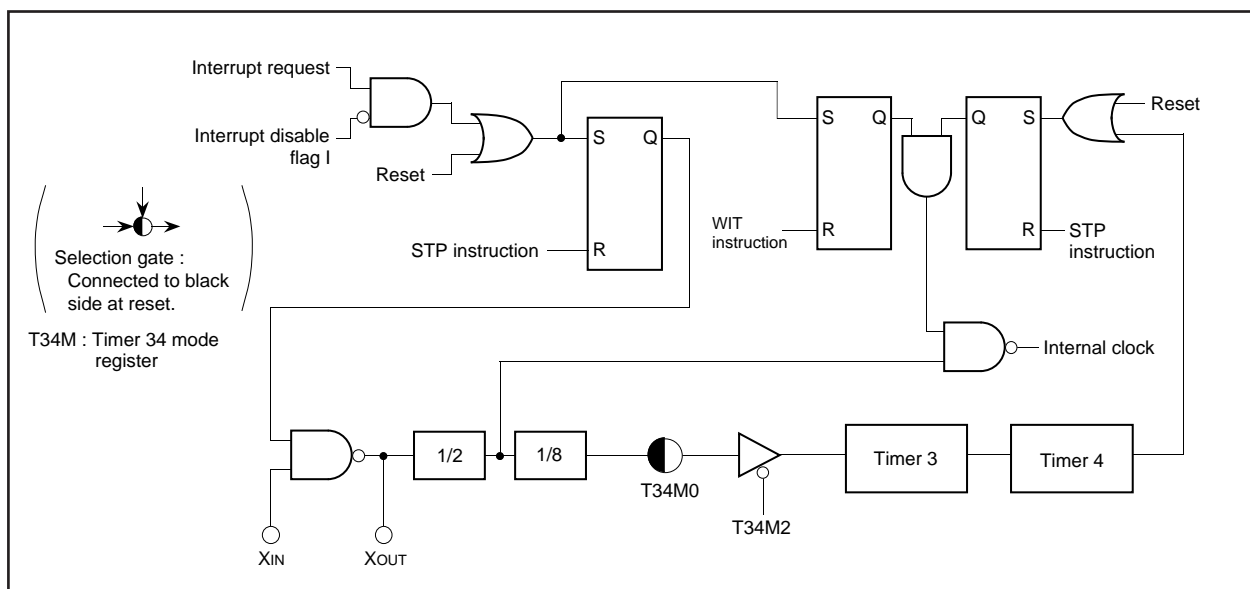 Interrupt request
Interrupt disable
flag I
Reset
S
Q
R
STP instruction
S
Q
R
WIT
instruction
Q
S
R
Reset
STP
instruction
Selection gate :
Connected to black
side at reset.
T34M : Timer 34 mode
register
Internal clock
1/2
1/8
T34M0
T34M2
Timer 3
Timer 4
XIN
XOUT